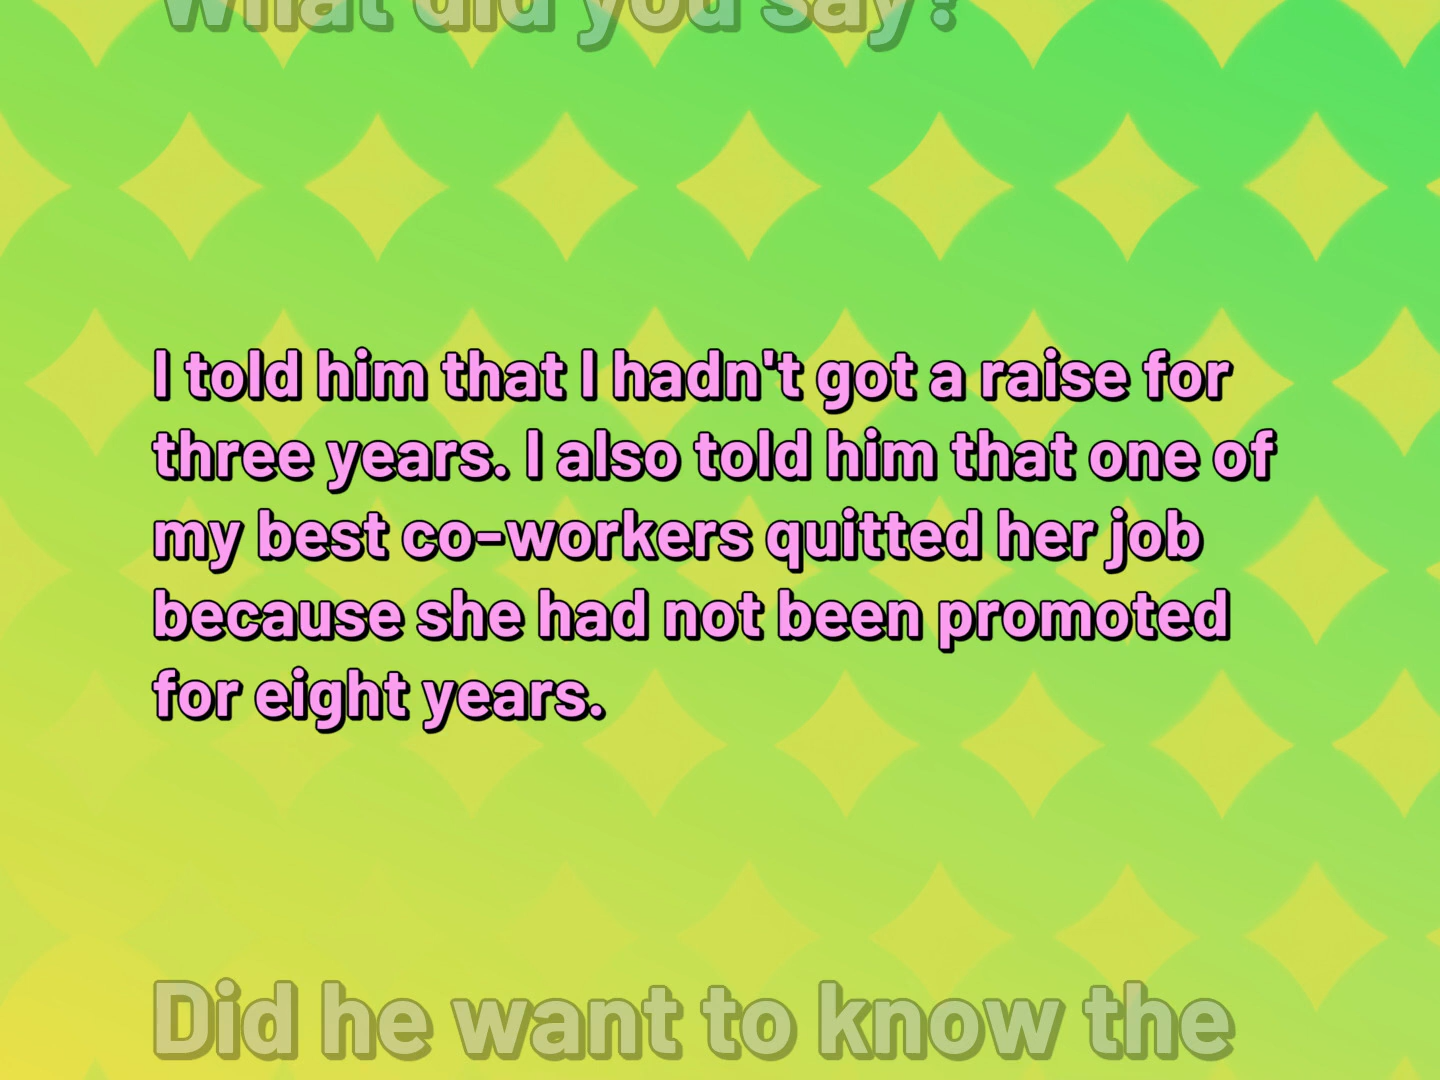 What did you say?
I told him that I hadn't got a raise for
three years. I also told him that one of
my best co-workers quitted her job
because she had not been promoted
for eight years.
Did he want to know the